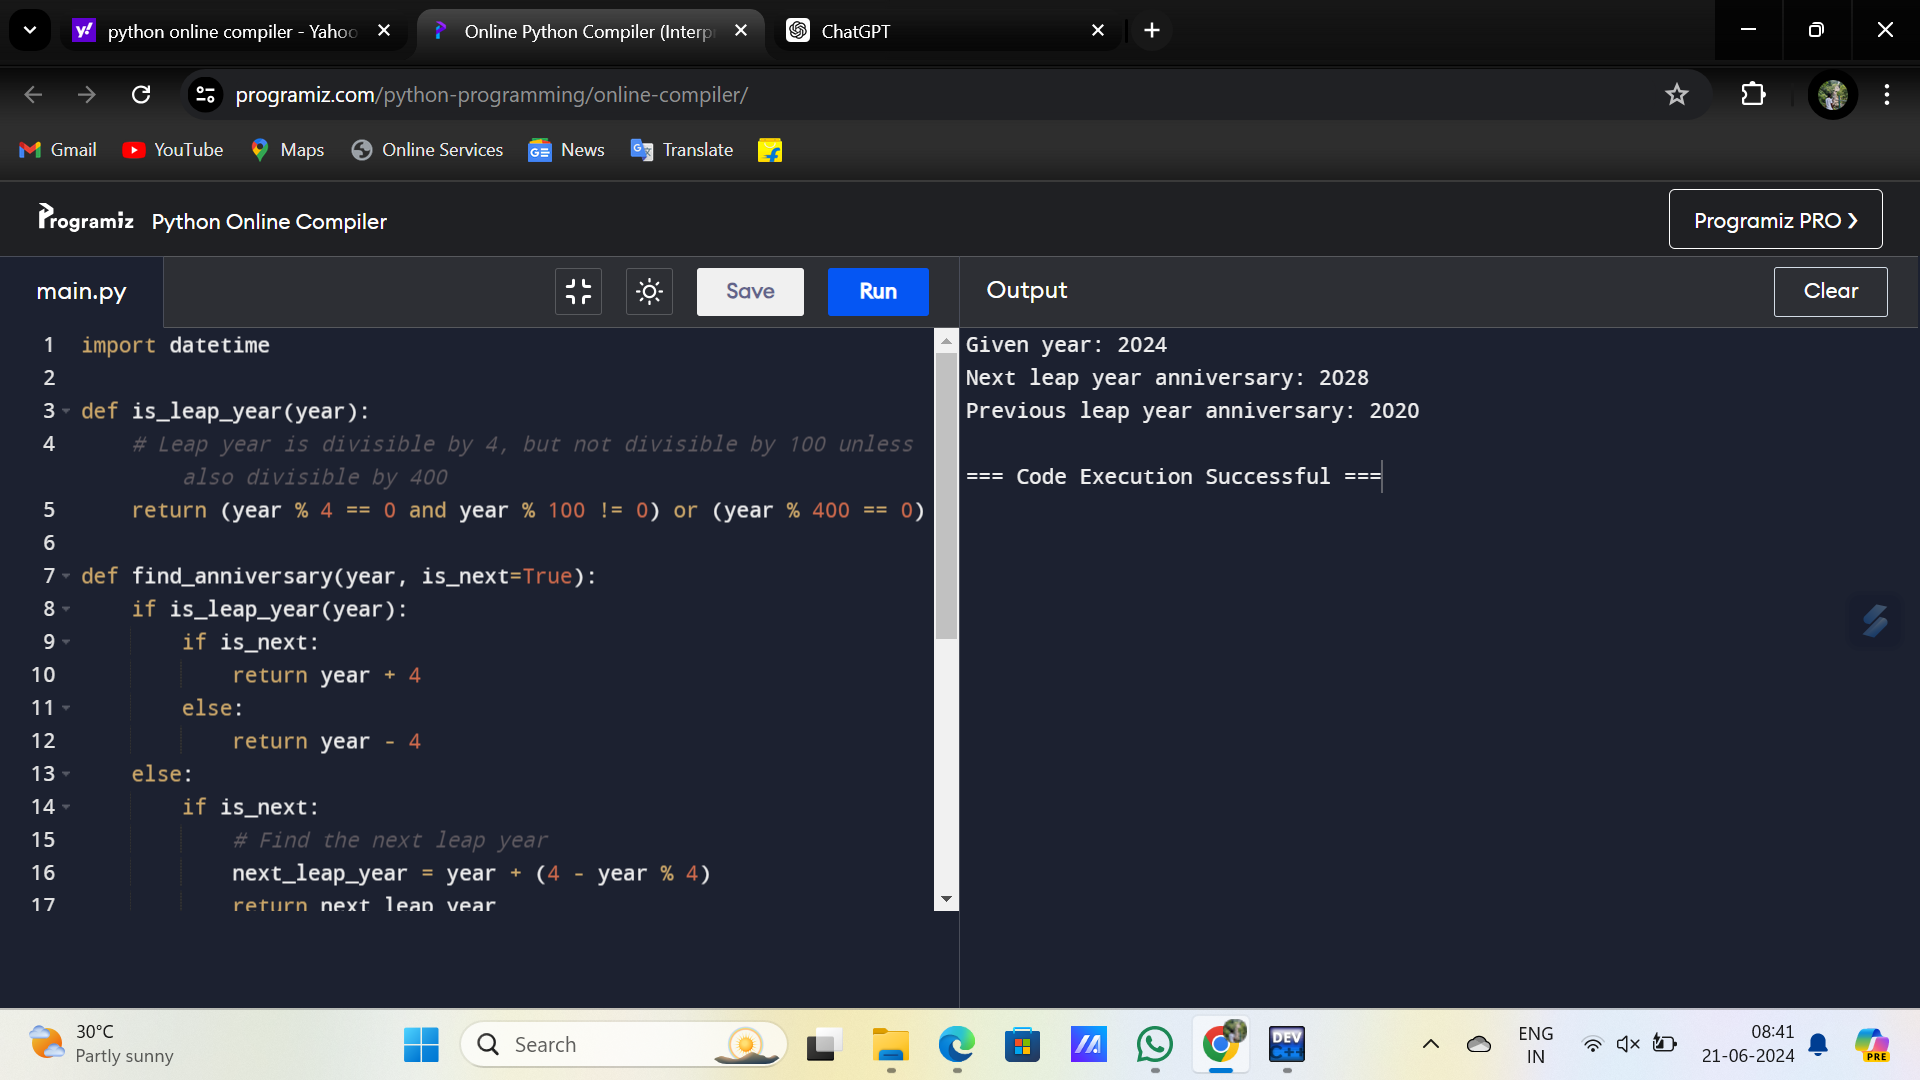 python online compiler - Yahoo
Online Python Compiler (Interp
ChatGPT
programiz.com/python-programming/online-compiler/
Gmail
YouTube
Maps
Online Services
News
Translate
Programiz Python Online Compiler
Programiz PRO ❯
main.py
Save
Run
Output
Clear
1 import datetime
2
3 def is_leap_year(year):
4     # Leap year is divisible by 4, but not divisible by 100 unless
        also divisible by 400
5     return (year % 4 == 0 and year % 100 != 0) or (year % 400 == 0)
6
7 def find_anniversary(year, is_next=True):
8     if is_leap_year(year):
9         if is_next:
10             return year + 4
11         else:
12             return year - 4
13     else:
14         if is_next:
15             # Find the next leap year
16             next_leap_year = year + (4 - year % 4)
17             return next_leap_year
Given year: 2024
Next leap year anniversary: 2028
Previous leap year anniversary: 2020
=== Code Execution Successful ===
30°C
Partly sunny
Search
DEV
C++
ENG
IN
08:41
21-06-2024
PRE